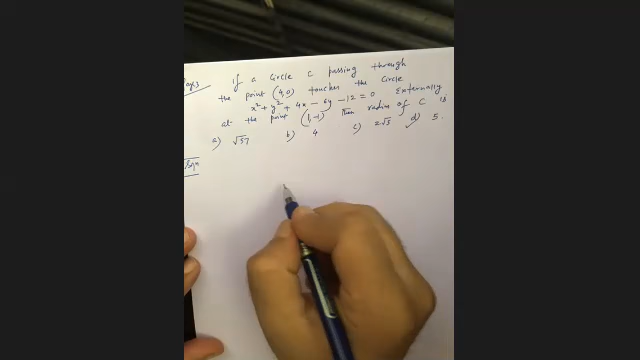 If a Circle C passing through
the point (4,0) touches the Circle
x² + y² + 4x − 6y − 12 = 0 Externally
at the point (1,−1) Then radius of C is
a) √57 b) 4 c) 2√5 d) 5.
Soln